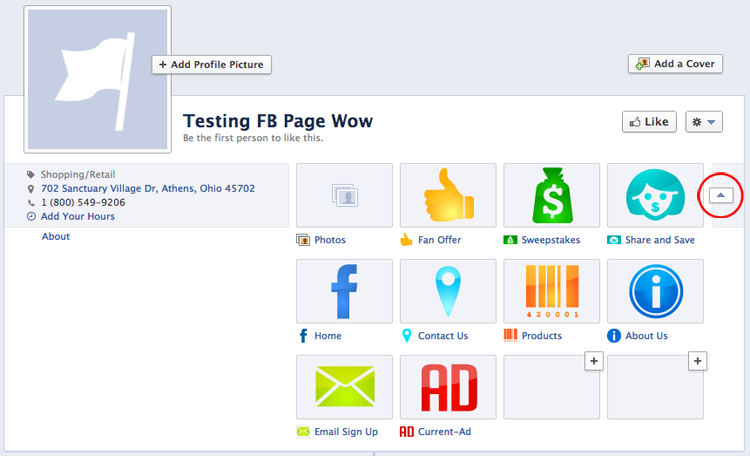 + Add Profile Picture
Add a Cover
Testing FB Page Wow
Be the first person to like this.
Like
Shopping/Retail
702 Sanctuary Village Dr, Athens, Ohio 45702
1 (800) 549-9206
Add Your Hours
About
$
Photos
Fan Offer
Sweepstakes
Share and Save
420001
Home
Contact Us
Products
About Us
+
+
AD
Email Sign Up
AD Current-Ad